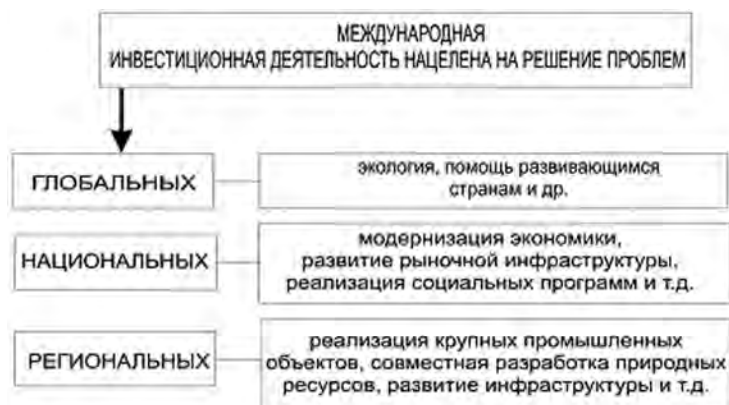 МЕЖДУНАРОДНАЯ
ИНВЕСТИЦИОННАЯ ДЕЯТЕЛЬНОСТЬ НАЦЕЛЕНА НА РЕШЕНИЕ ПРОБЛЕМ
ГЛОБАЛЬНЫХ
экология, помощь развивающимся
странам и др.
НАЦИОНАЛЬНЫХ
модернизация экономики,
развитие рыночной инфраструктуры,
реализация социальных программ и т.д.
РЕГИОНАЛЬНЫХ
реализация крупных промышленных
объектов, совместная разработка природных
ресурсов, развитие инфраструктуры и т.д.